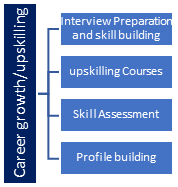 Career growth/upskilling
Interview Preparation
and skill building
upskilling Courses
Skill Assessment
Profile building